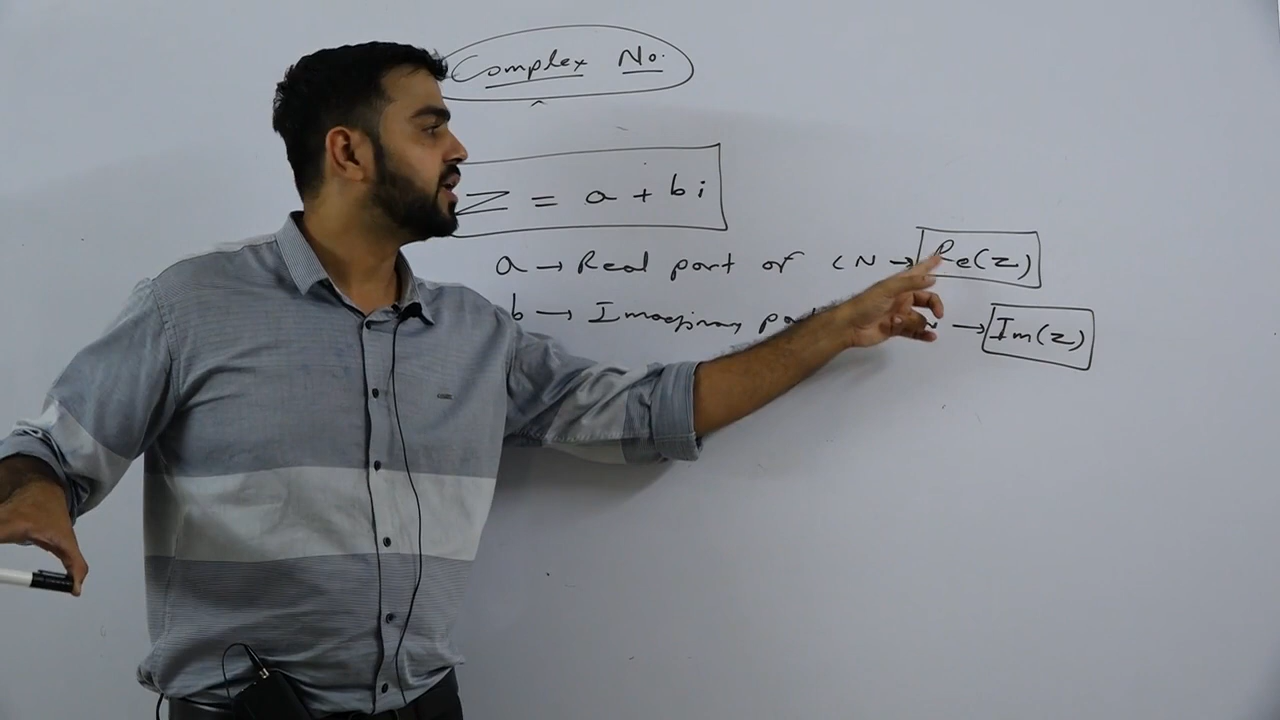 Complex No.
Z = a + bi
a → Real part of CN → Re(z)
b → Imaginary → Im(z)